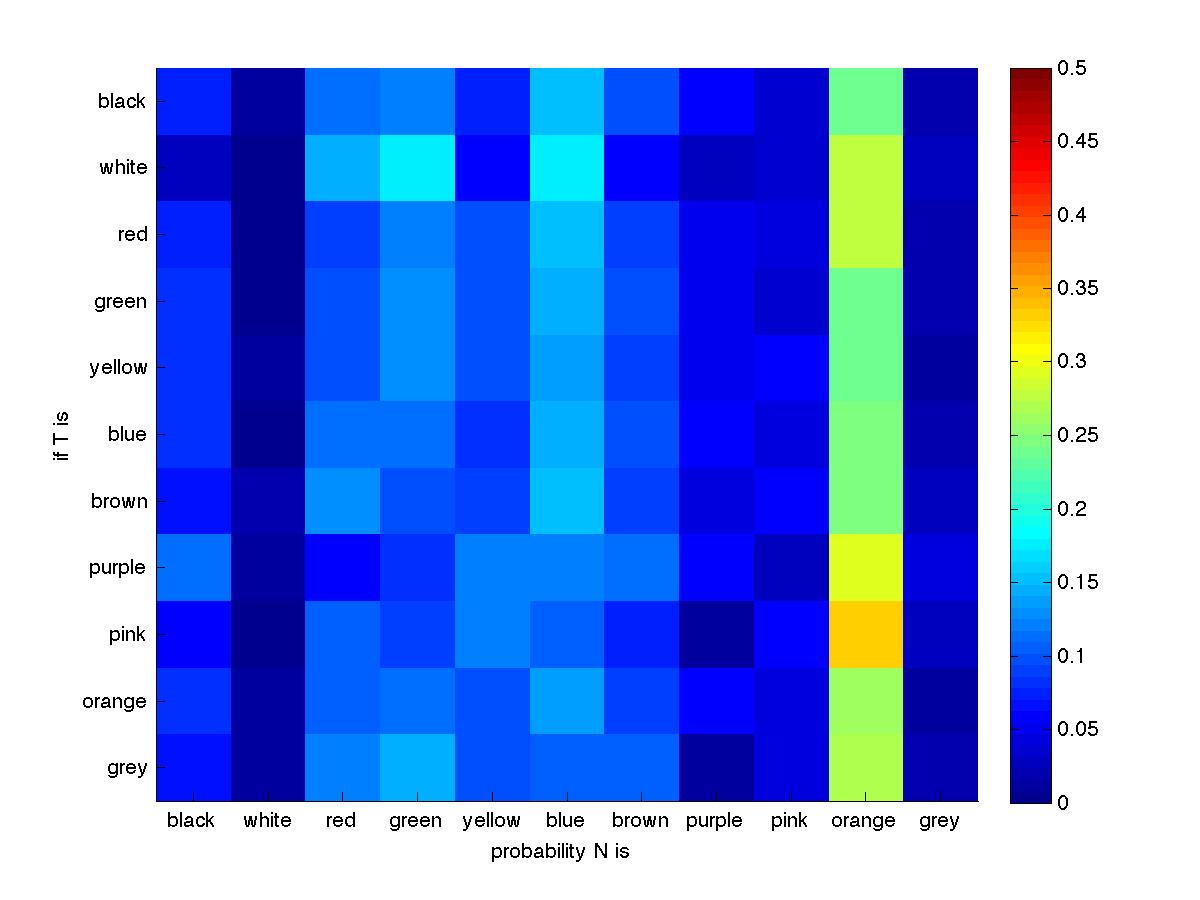 black
white
red
green
yellow
blue
brown
purple
pink
orange
grey
if T is
black white red green yellow blue brown purple pink orange grey
probability N is
0.5
0.45
0.4
0.35
0.3
0.25
0.2
0.15
0.1
0.05
0